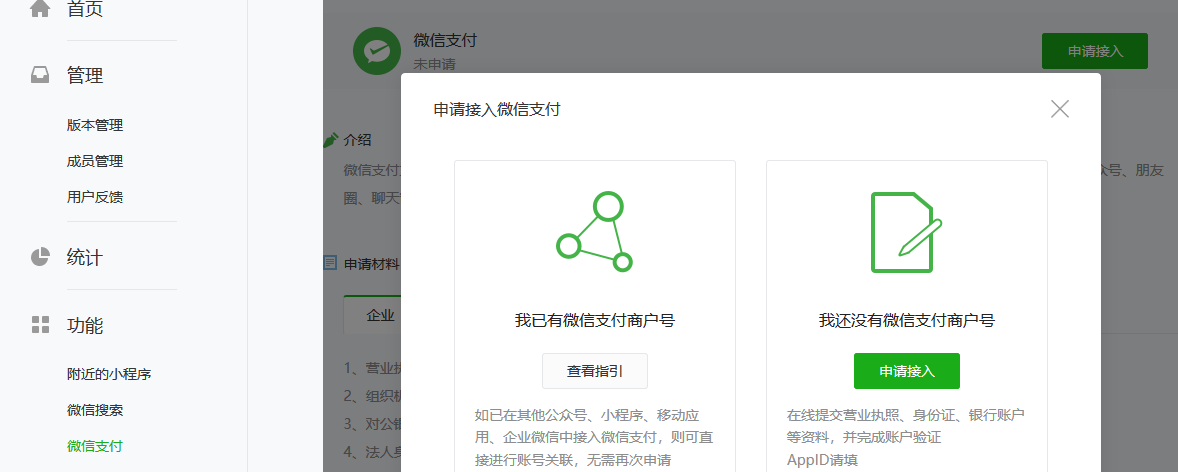 首页
管理
版本管理
成员管理
用户反馈
统计
功能
附近的小程序
微信搜索
微信支付
微信支付
未申请
申请接入
介绍
微信支付
众号、朋友
圈、聊天
申请材料
企业
1、营业执
2、组织机
3、对公银
4、法人身
申请接入微信支付
我已有微信支付商户号
查看指引
如已在其他公众号、小程序、移动应
用、企业微信中接入微信支付，则可直
接进行账号关联，无需再次申请
我还没有微信支付商户号
申请接入
在线提交营业执照、身份证、银行账户
等资料，并完成账户验证
AppID请填